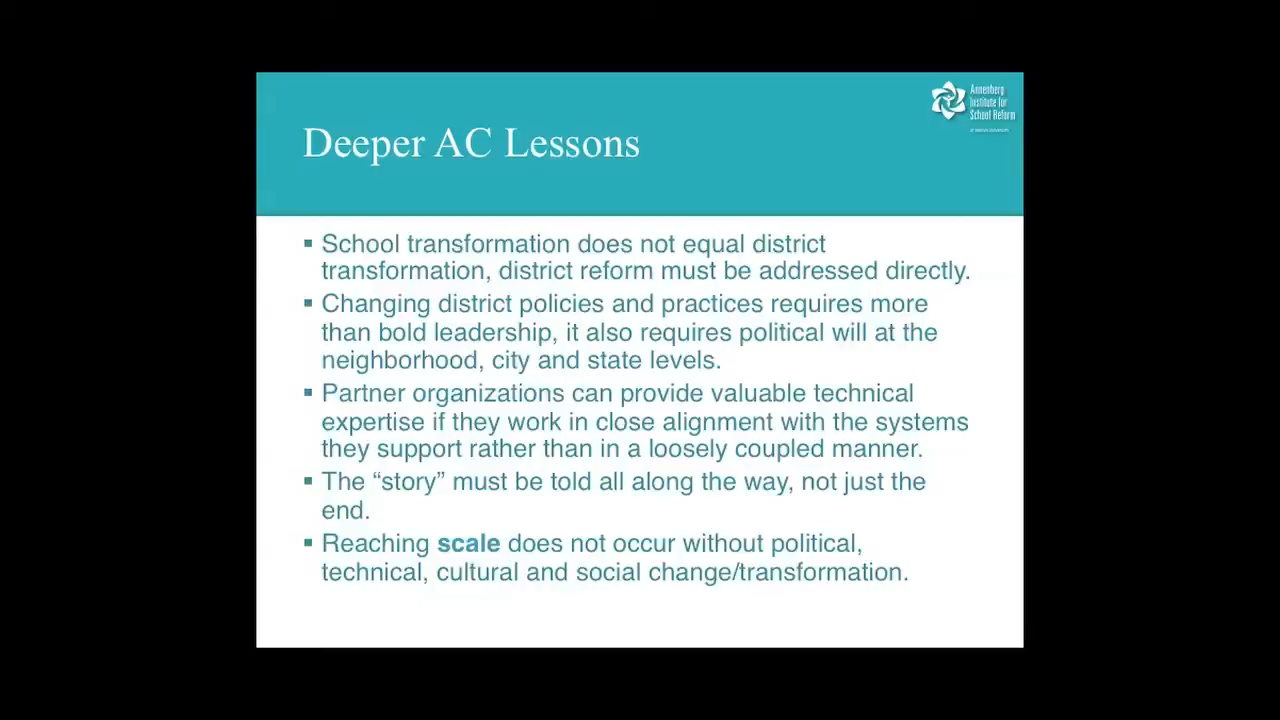 Annenberg
Institute for
School Reform
Deeper AC Lessons
▪ School transformation does not equal district
transformation, district reform must be addressed directly.
▪ Changing district policies and practices requires more
than bold leadership, it also requires political will at the
neighborhood, city and state levels.
▪ Partner organizations can provide valuable technical
expertise if they work in close alignment with the systems
they support rather than in a loosely coupled manner.
▪ The “story” must be told all along the way, not just the
end.
▪ Reaching scale does not occur without political,
technical, cultural and social change/transformation.